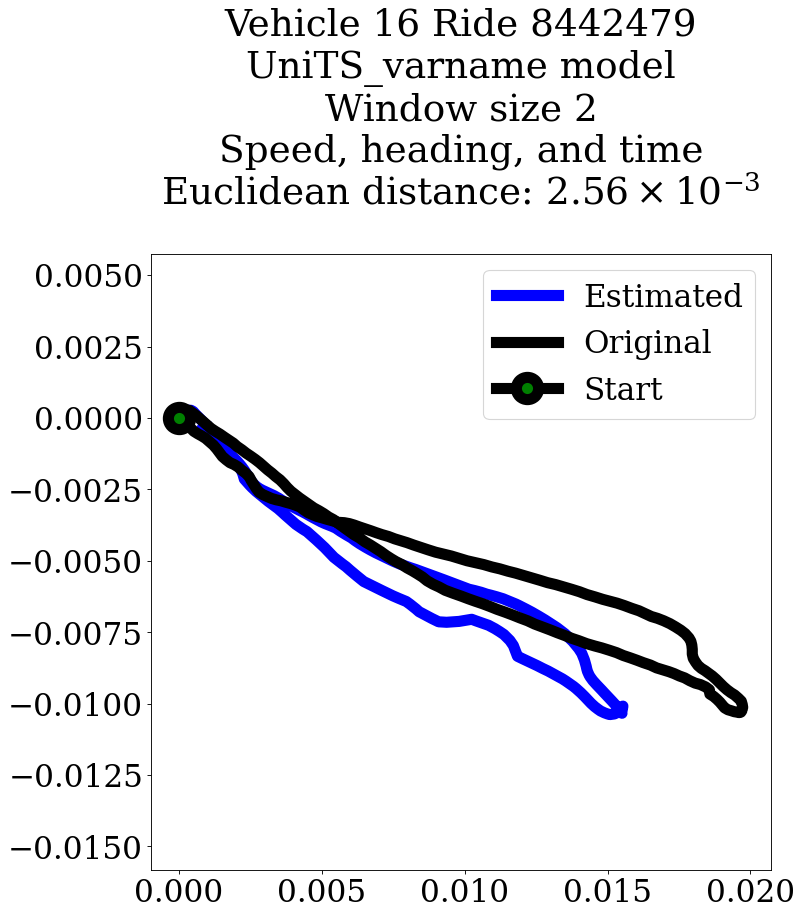 Vehicle 16 Ride 8442479
UniTS_varname model
Window size 2
Speed, heading, and time
Euclidean distance: 2.56 × 10⁻³
Estimated
Original
Start
0.0050
0.0025
0.0000
−0.0025
−0.0050
−0.0075
−0.0100
−0.0125
−0.0150
0.000 0.005 0.010 0.015 0.020